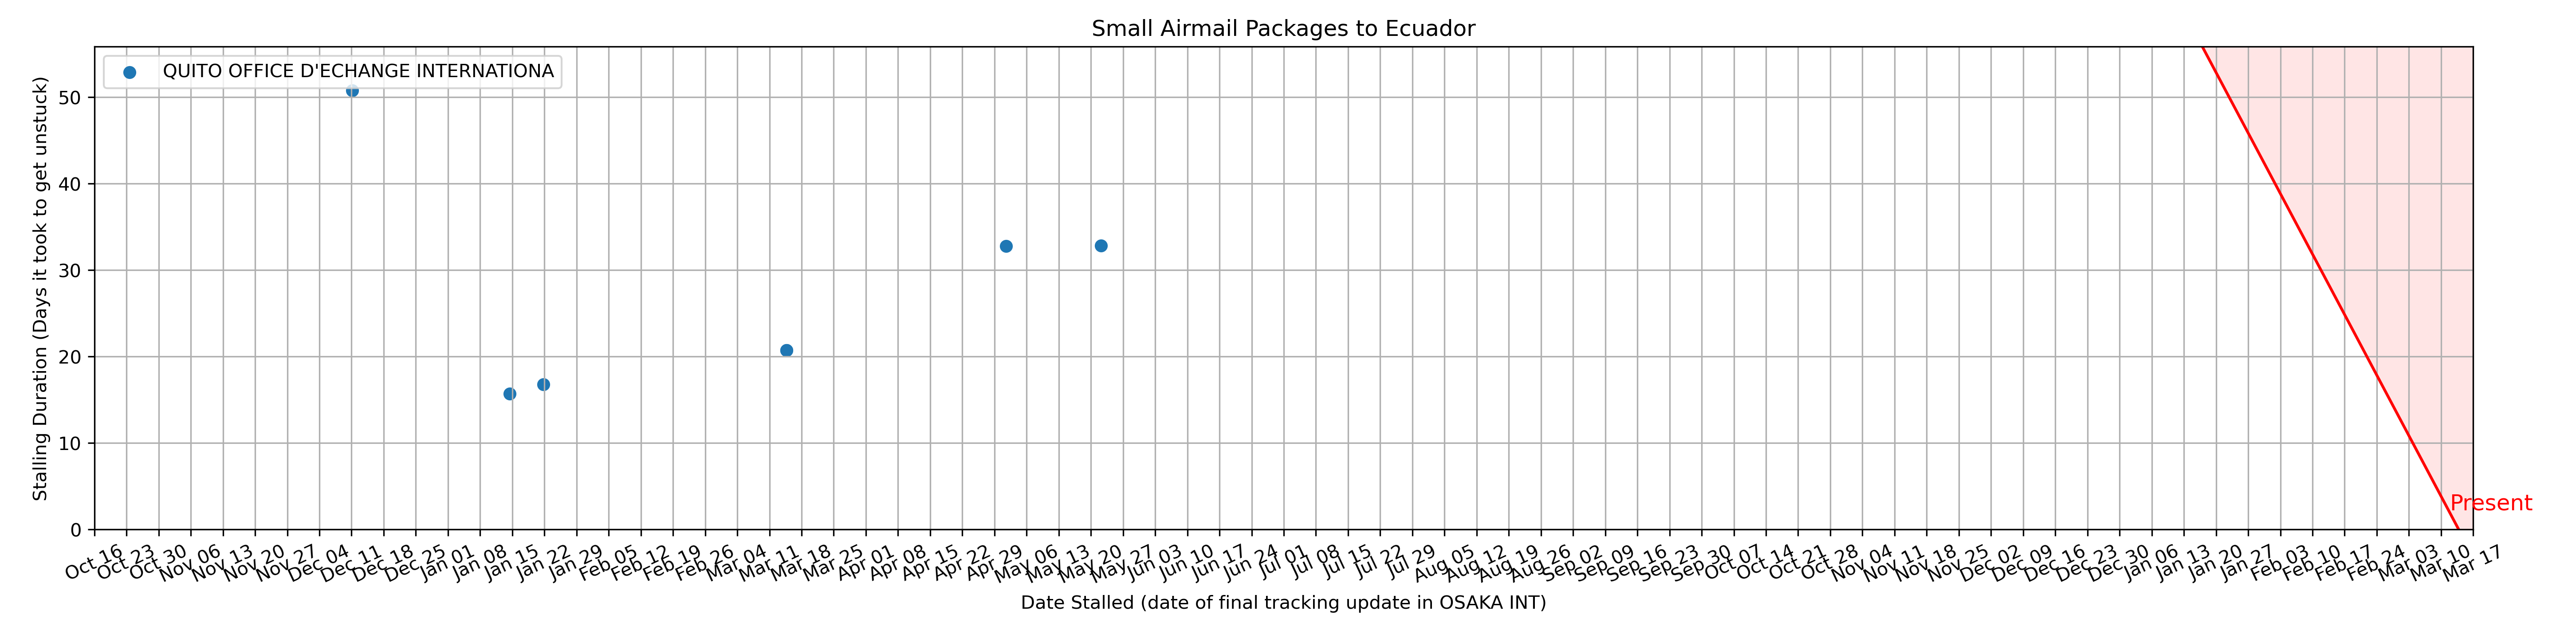 Small Airmail Packages to Ecuador
QUITO OFFICE D'ECHANGE INTERNATIONA
Stalling Duration (Days it took to get unstuck)
50
40
30
20
10
0
Present
Oct 16 Oct 23 Oct 30 Nov 06 Nov 13 Nov 20 Nov 27 Dec 04 Dec 11 Dec 18 Dec 25 Jan 01 Jan 08 Jan 15 Jan 22 Jan 29 Feb 05 Feb 12 Feb 19 Feb 26 Mar 04 Mar 11 Mar 18 Mar 25 Apr 01 Apr 08 Apr 15 Apr 22 Apr 29 May 06 May 13 May 20 May 27 Jun 03 Jun 10 Jun 17 Jun 24 Jul 01 Jul 08 Jul 15 Jul 22 Jul 29 Aug 05 Aug 12 Aug 19 Aug 26 Sep 02 Sep 09 Sep 16 Sep 23 Sep 30 Oct 07 Oct 14 Oct 21 Oct 28 Nov 04 Nov 11 Nov 18 Nov 25 Dec 02 Dec 09 Dec 16 Dec 23 Dec 30 Jan 06 Jan 13 Jan 20 Jan 27 Feb 03 Feb 10 Feb 17 Feb 24 Mar 03 Mar 10 Mar 17
Date Stalled (date of final tracking update in OSAKA INT)